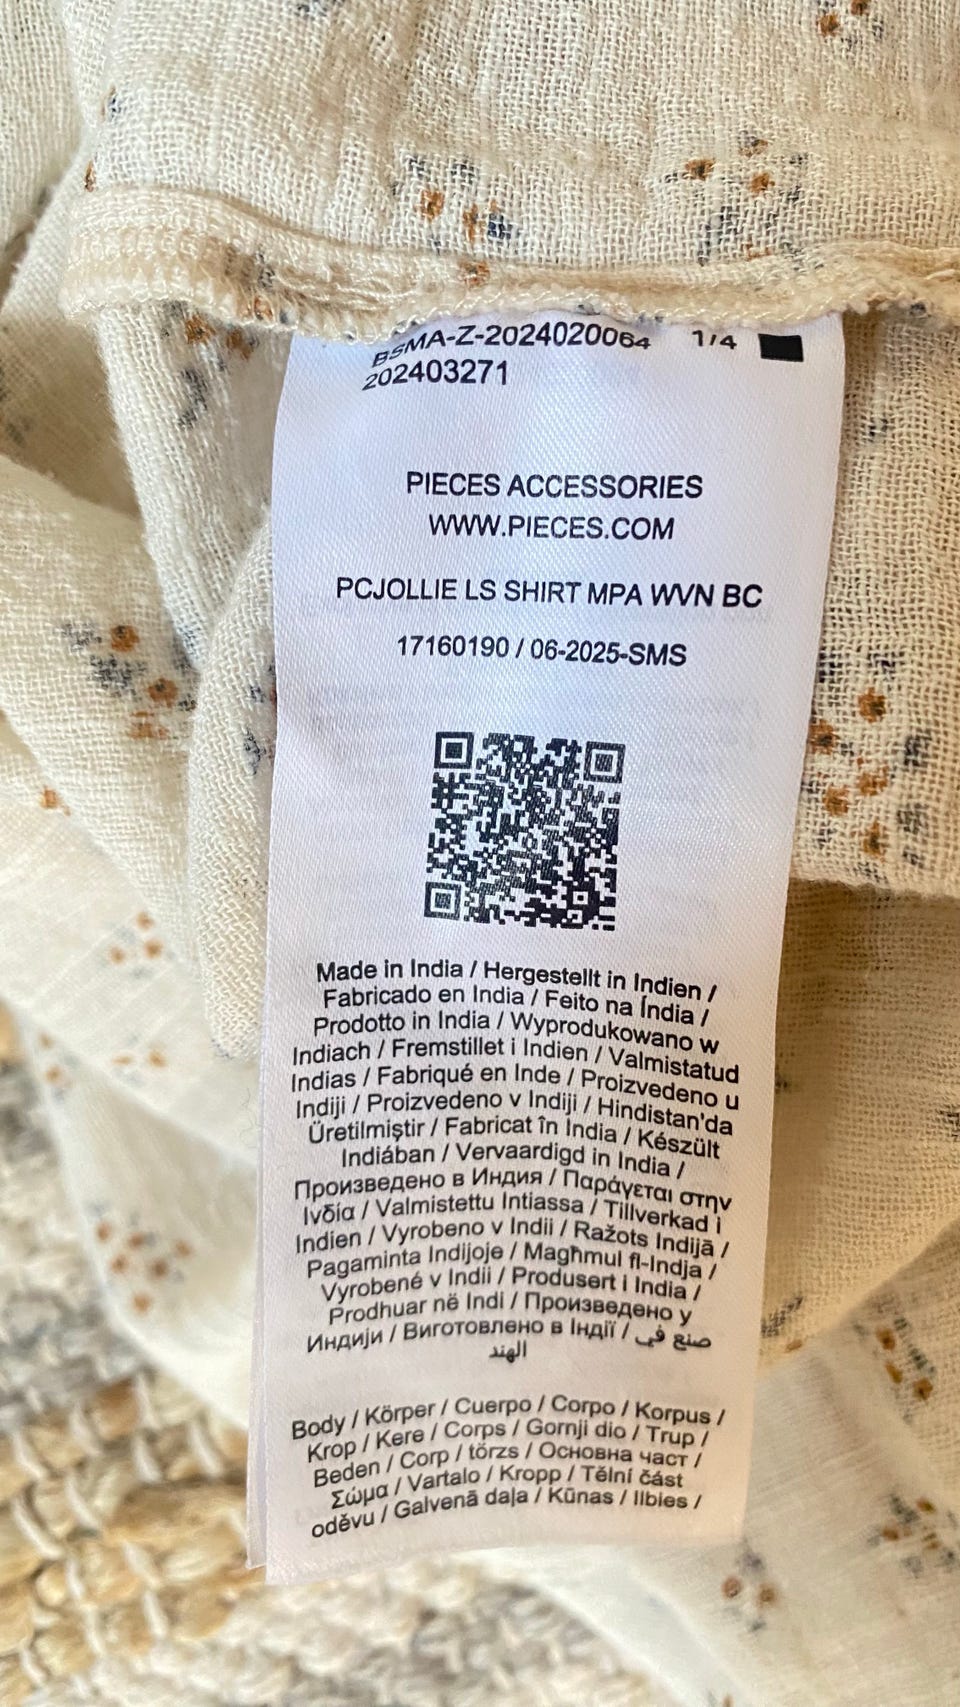 BSMA-Z-2024020064 1/4
202403271
PIECES ACCESSORIES
WWW.PIECES.COM
PCJOLLIE LS SHIRT MPA WVN BC
17160190 / 06-2025-SMS
Made in India / Hergestellt in Indien /
Fabricado en India / Feito na Índia /
Prodotto in India / Wyprodukowano w
Indiach / Fremstillet i Indien / Valmistatud
Indias / Fabriqué en Inde / Proizvedeno u
Indiji / Proizvedeno v Indiji / Hindistan'da
Üretilmiştir / Fabricat în India / Készült
Indiában / Vervaardigd in India /
Произведено в Индия / Παράγεται στην
Ινδία / Valmistettu Intiassa / Tillverkad i
Indien / Vyrobeno v Indii / Ražots Indijā /
Pagaminta Indijoje / Magħmul fl-Indja /
Vyrobené v Indii / Produsert i India /
Prodhuar në Indi / Произведено у
Индији / Виготовлено в Індії / صنع في
الهند
Body / Körper / Cuerpo / Corpo / Korpus /
Krop / Kere / Corps / Gornji dio / Trup /
Beden / Corp / törzs / Основна част /
Σώμα / Vartalo / Kropp / Tělní část
oděvu / Galvenā daļa / Kūnas / Ilbies /